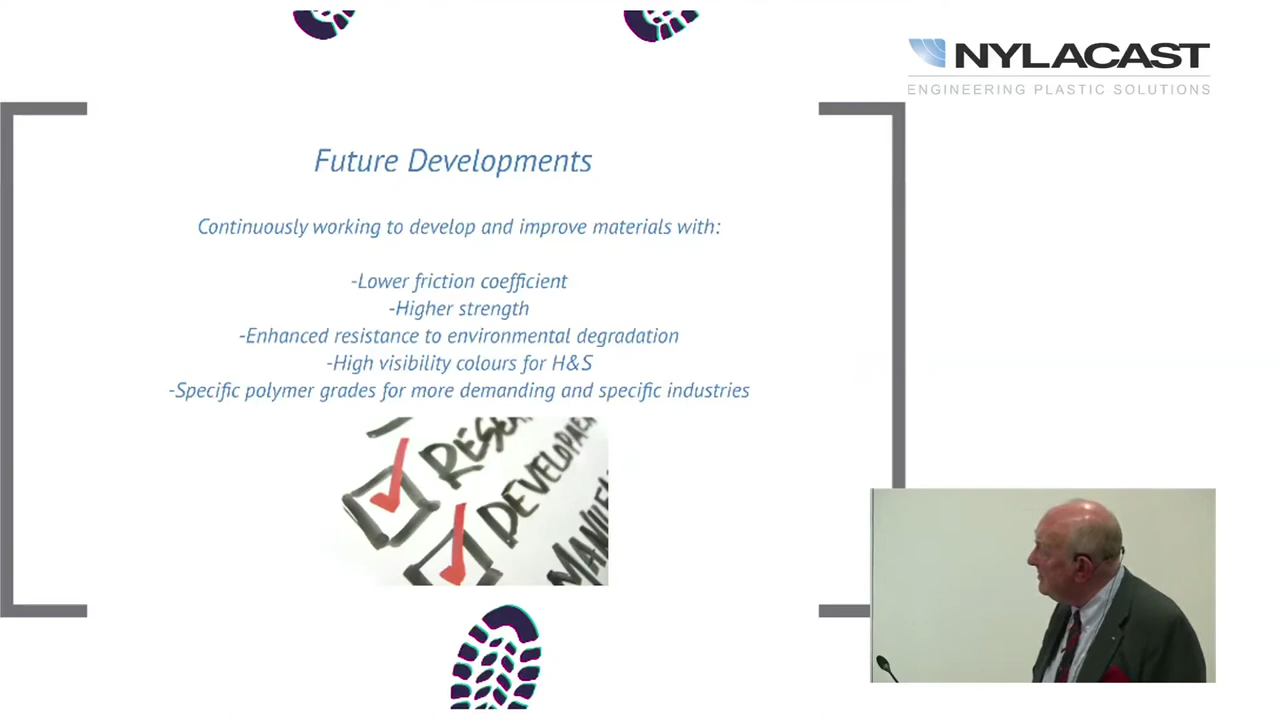 NYLACAST
ENGINEERING PLASTIC SOLUTIONS
Future Developments
Continuously working to develop and improve materials with:
-Lower friction coefficient
-Higher strength
-Enhanced resistance to environmental degradation
-High visibility colours for H&S
-Specific polymer grades for more demanding and specific industries